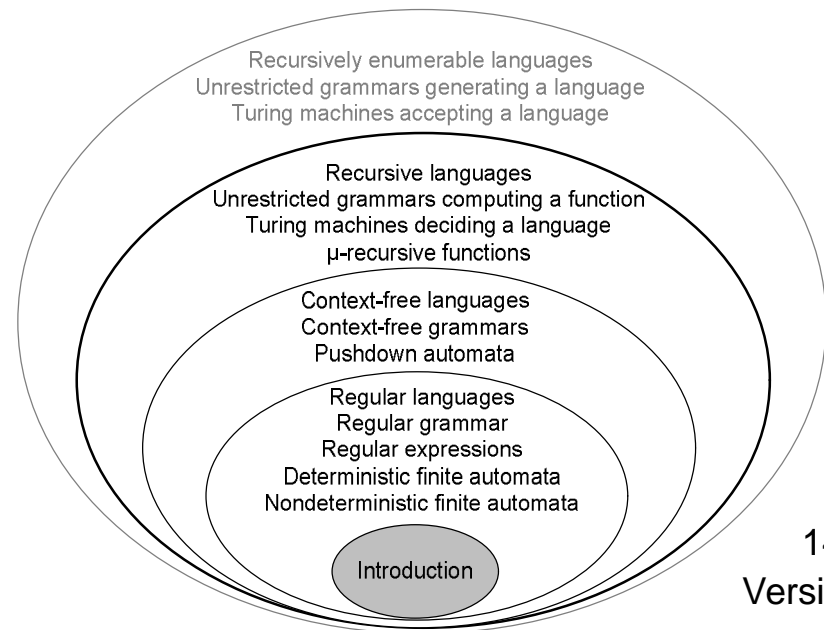 Recursively enumerable languages
Unrestricted grammars generating a language
Turing machines accepting a language
Recursive languages
Unrestricted grammars computing a function
Turing machines deciding a language
μ-recursive functions
Context-free languages
Context-free grammars
Pushdown automata
Regular languages
Regular grammar
Regular expressions
Deterministic finite automata
Nondeterministic finite automata
Introduction